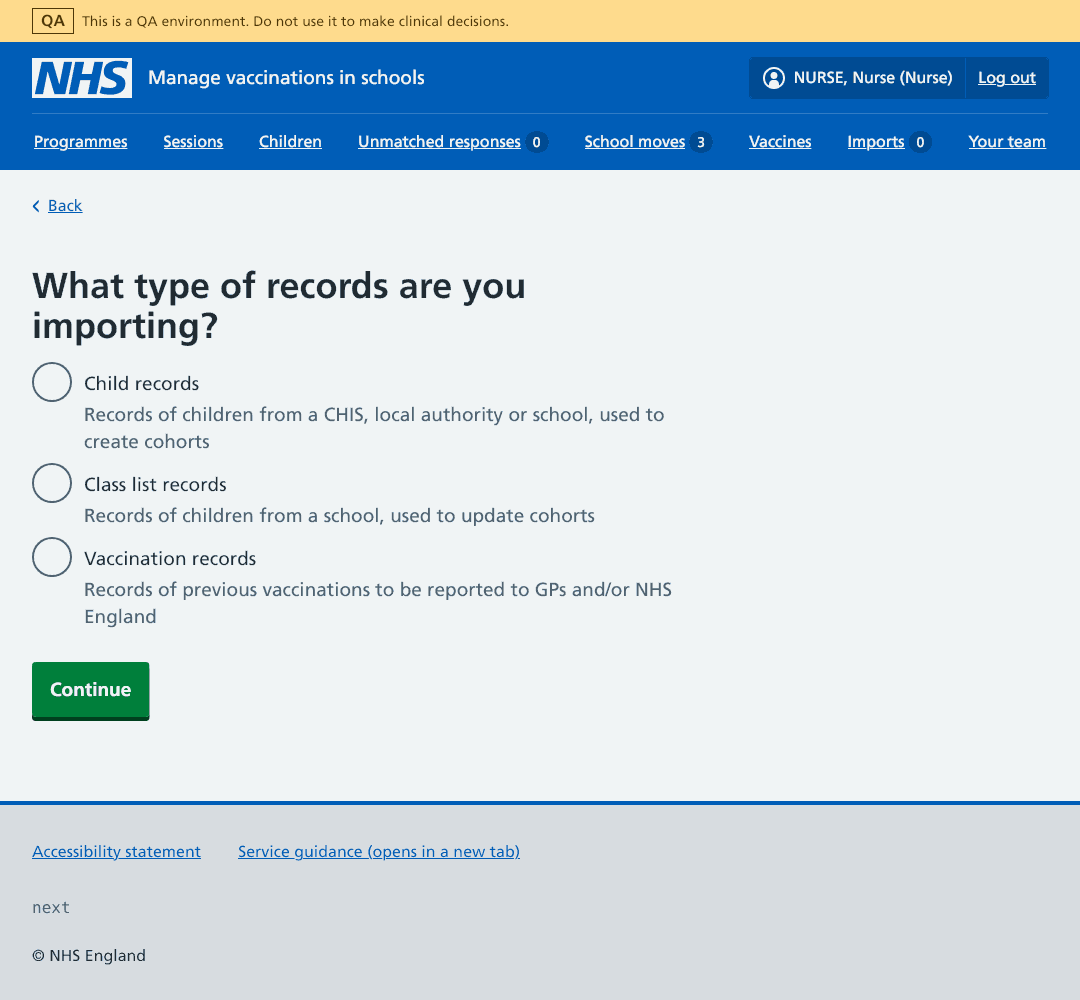 QA This is a QA environment. Do not use it to make clinical decisions.
NHS Manage vaccinations in schools NURSE, Nurse (Nurse) Log out
Programmes Sessions Children Unmatched responses 0 School moves 3 Vaccines Imports 0 Your team
Back
What type of records are you
importing?
Child records
Records of children from a CHIS, local authority or school, used to
create cohorts
Class list records
Records of children from a school, used to update cohorts
Vaccination records
Records of previous vaccinations to be reported to GPs and/or NHS
England
Continue
Accessibility statement Service guidance (opens in a new tab)
next
© NHS England